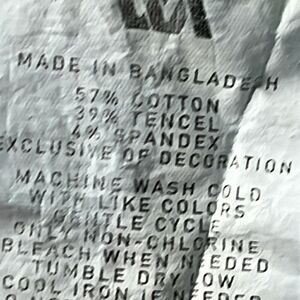 MADE IN BANGLADESH
57% COTTON
39% TENCEL
4% SPANDEX
EXCLUSIVE OF DECORATION
MACHINE WASH COLD
WITH LIKE COLORS
GENTLE CYCLE
ONLY NON-CHLORINE
BLEACH WHEN NEEDED
TUMBLE DRY LOW
COOL IRON IF NEEDED